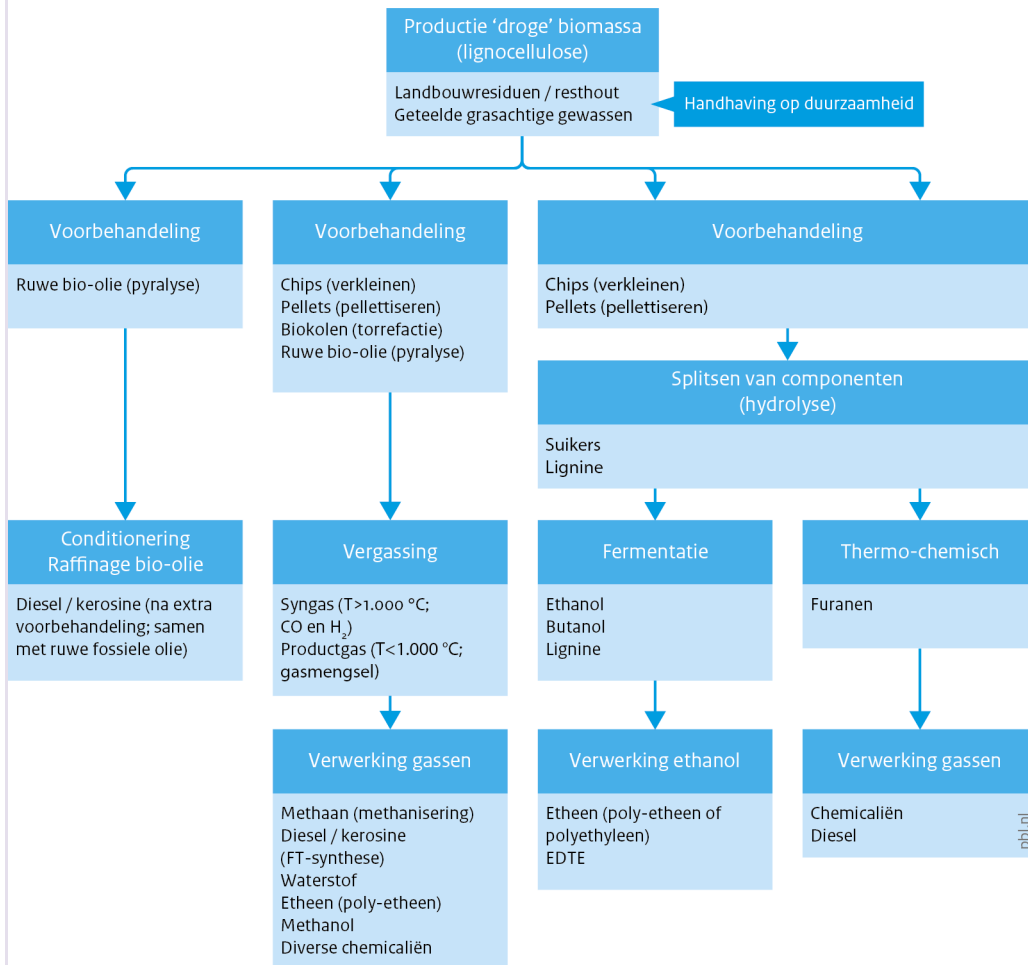 Productie ‘droge’ biomassa
(lignocellulose)
Landbouwresiduen / resthout
Geteelde grasachtige gewassen
Handhaving op duurzaamheid
Voorbehandeling
Ruwe bio-olie (pyralyse)
Voorbehandeling
Chips (verkleinen)
Pellets (pellettiseren)
Biokolen (torrefactie)
Ruwe bio-olie (pyralyse)
Voorbehandeling
Chips (verkleinen)
Pellets (pellettiseren)
Splitsen van componenten
(hydrolyse)
Suikers
Lignine
Conditionering
Raffinage bio-olie
Diesel / kerosine (na extra
voorbehandeling; samen
met ruwe fossiele olie)
Vergassing
Syngas (T>1.000 °C;
CO en H₂)
Productgas (T<1.000 °C;
gasmengsel)
Fermentatie
Ethanol
Butanol
Lignine
Thermo-chemisch
Furanen
Verwerking gassen
Methaan (methanisering)
Diesel / kerosine
(FT-synthese)
Waterstof
Etheen (poly-etheen)
Methanol
Diverse chemicaliën
Verwerking ethanol
Etheen (poly-etheen of
polyethyleen)
EDTE
Verwerking gassen
Chemicaliën
Diesel
pbl.nl